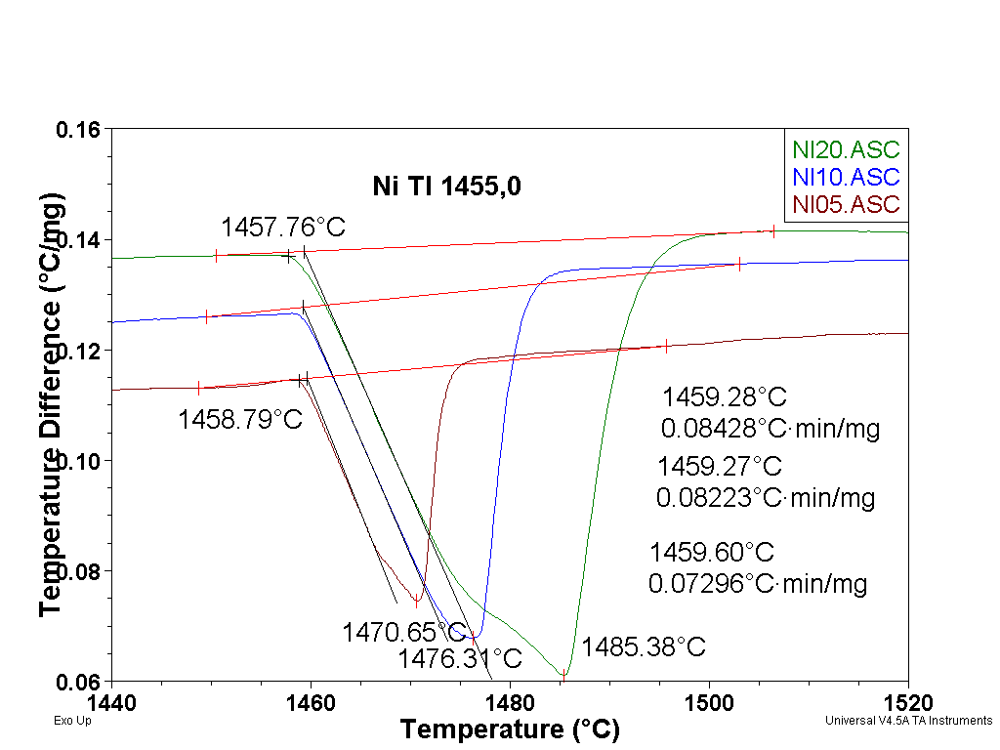 NI20.ASC
NI10.ASC
NI05.ASC
Ni TI 1455,0
1457.76°C
1458.79°C
1459.28°C
0.08428°C·min/mg
1459.27°C
0.08223°C·min/mg
1459.60°C
0.07296°C·min/mg
1470.65°C
1476.31°C
1485.38°C
0.16
0.14
0.12
0.10
0.08
0.06
Temperature Difference (°C/mg)
1440
1460
1480
1500
1520
Exo Up
Temperature (°C)
Universal V4.5A TA Instruments